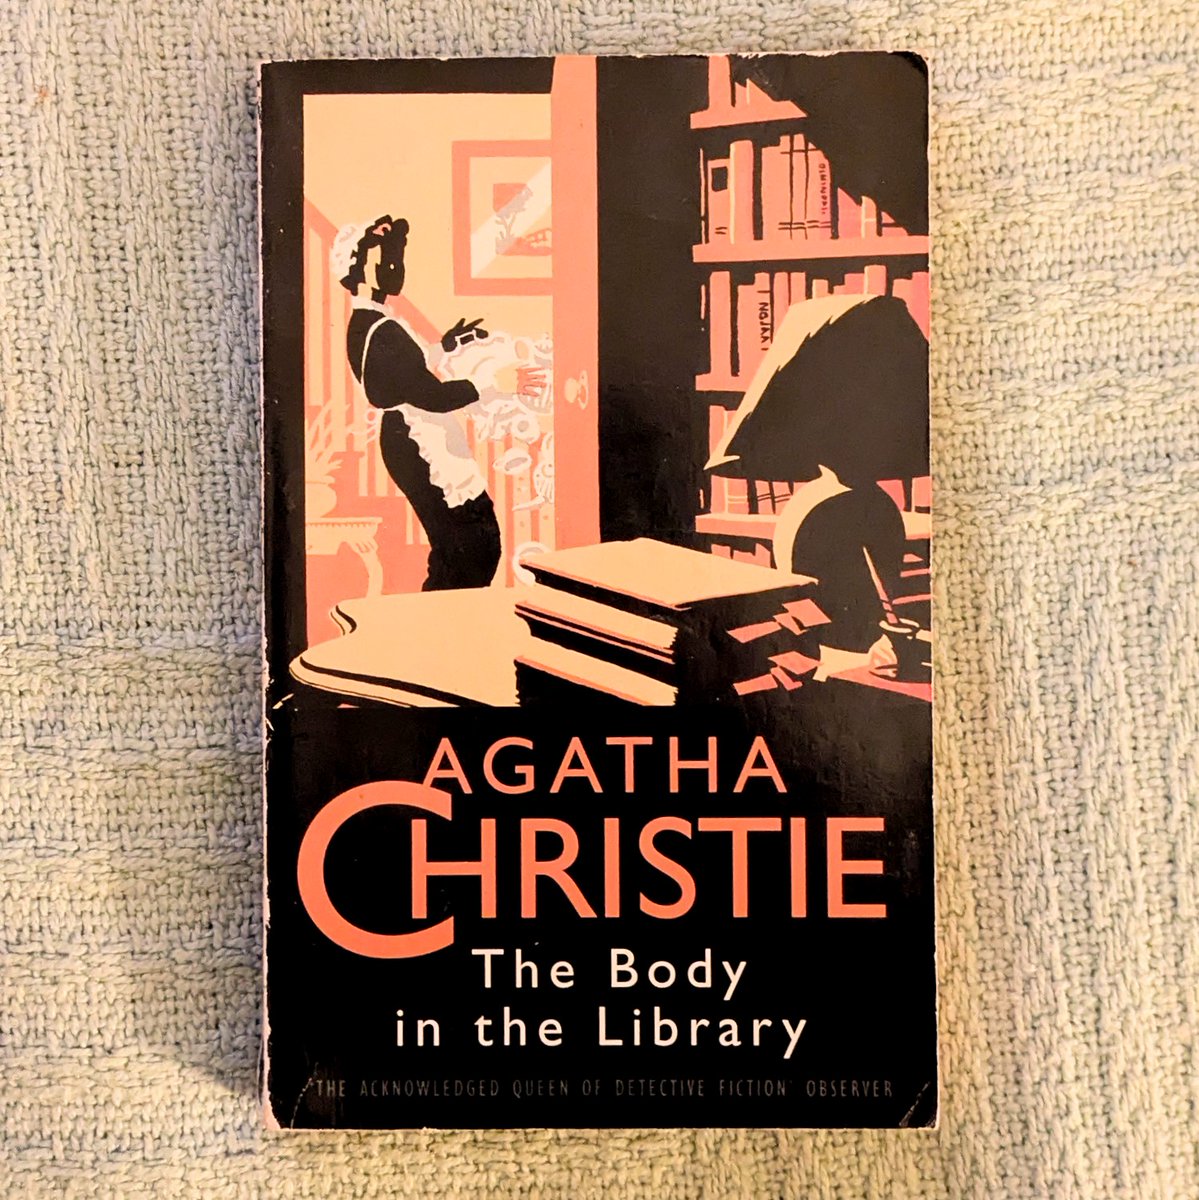 AGATHA
CHRISTIE
The Body
in the Library
'THE ACKNOWLEDGED QUEEN OF DETECTIVE FICTION' OBSERVER